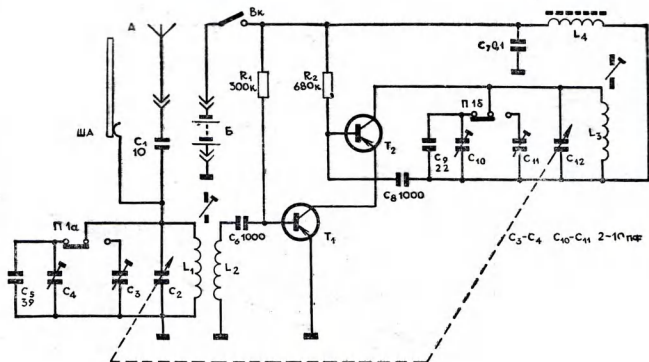 Вк
А
ША
C₁
10
Б
R₁
300к
R₂
680к
C₇ 0,1
L₄
T₂
П 1б
C₉
22
C₁₀
C₁₁
C₁₂
L₃
C₈ 1000
П 1а
C₅
39
C₄
C₃
C₂
L₁
L₂
C₆ 1000
T₁
C₃-C₄ C₁₀-C₁₁ 2-10 пф